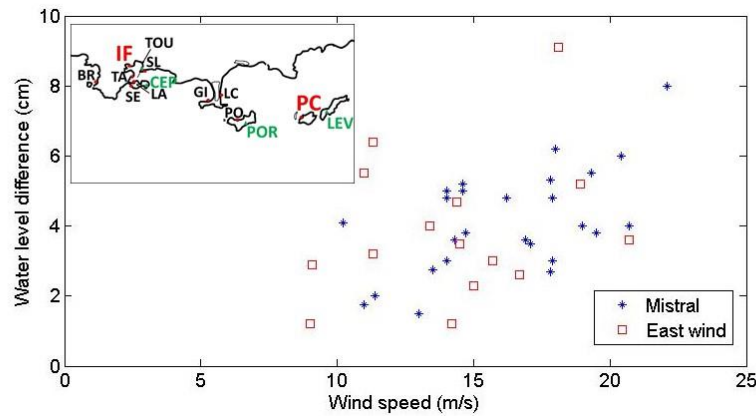 10
8
6
4
2
0
Water level difference (cm)
TOU
IF
SL
BR
TA
CEP
SE
LA
GI
LC
PO
POR
PC
LEV
Mistral
East wind
0
5
10
15
20
25
Wind speed (m/s)